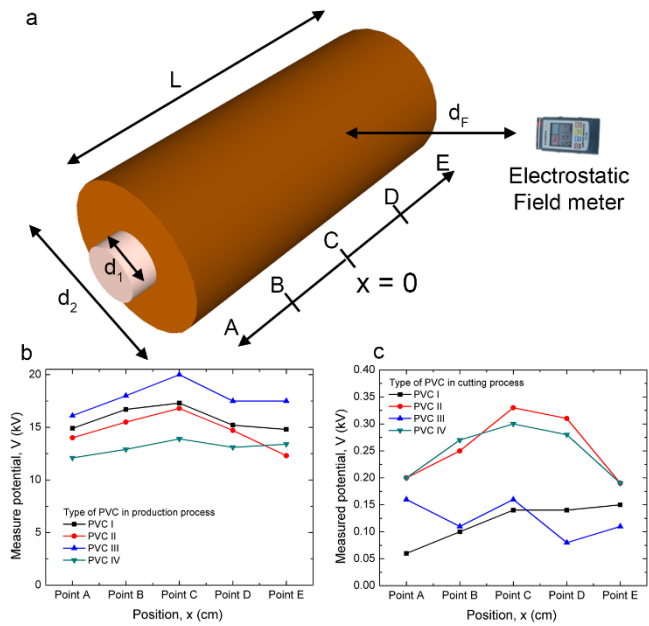 a
L
d1
d2
dF
A
B
C
D
E
x = 0
Electrostatic
Field meter
b
Measure potential, V (kV)
20
15
10
5
0
Type of PVC in production process
PVC I
PVC II
PVC III
PVC IV
Point A Point B Point C Point D Point E
Position, x (cm)
c
Measured potential, V (kV)
0.40
0.35
0.30
0.25
0.20
0.15
0.10
0.05
0.00
Type of PVC in cutting process
PVC I
PVC II
PVC III
PVC IV
Point A Point B Point C Point D Point E
Position, x (cm)